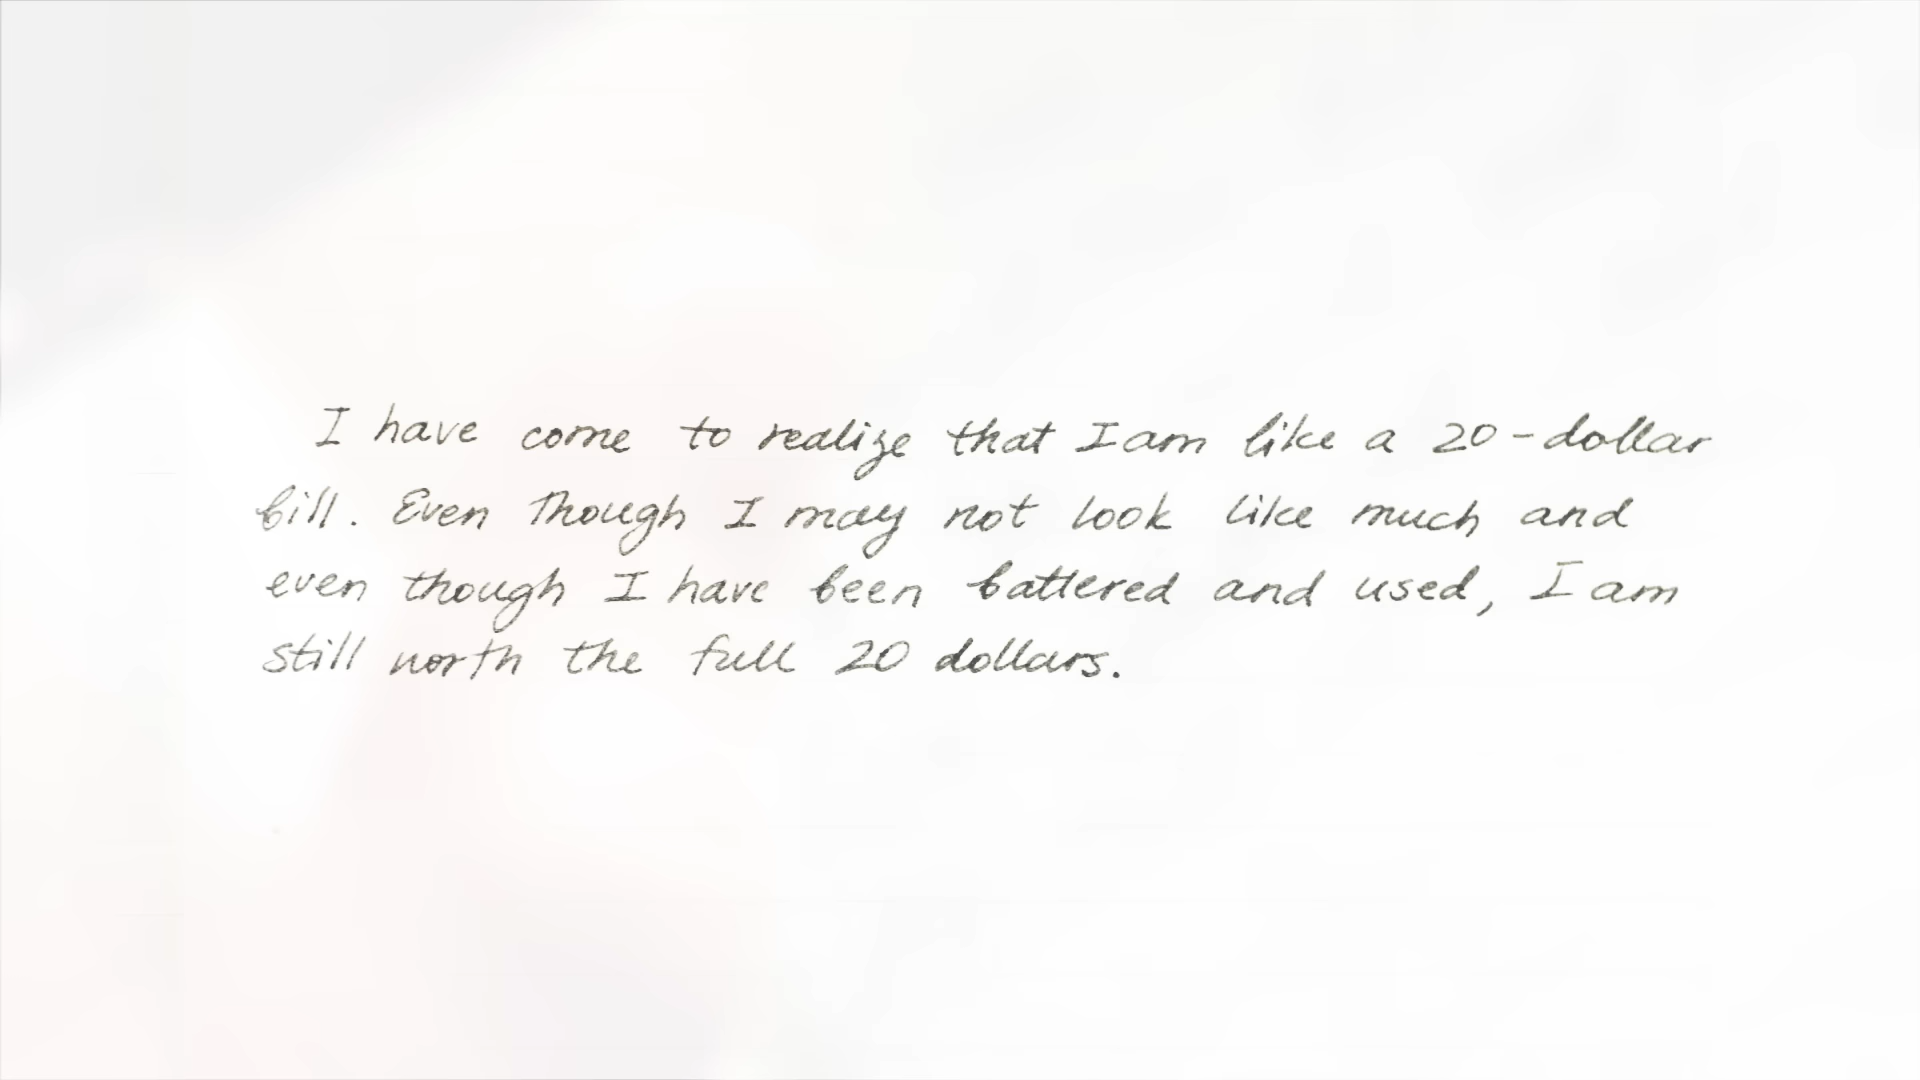 I have come to realize that I am like a 20-dollar
bill. Even though I may not look like much and
even though I have been battered and used, I am
still worth the full 20 dollars.